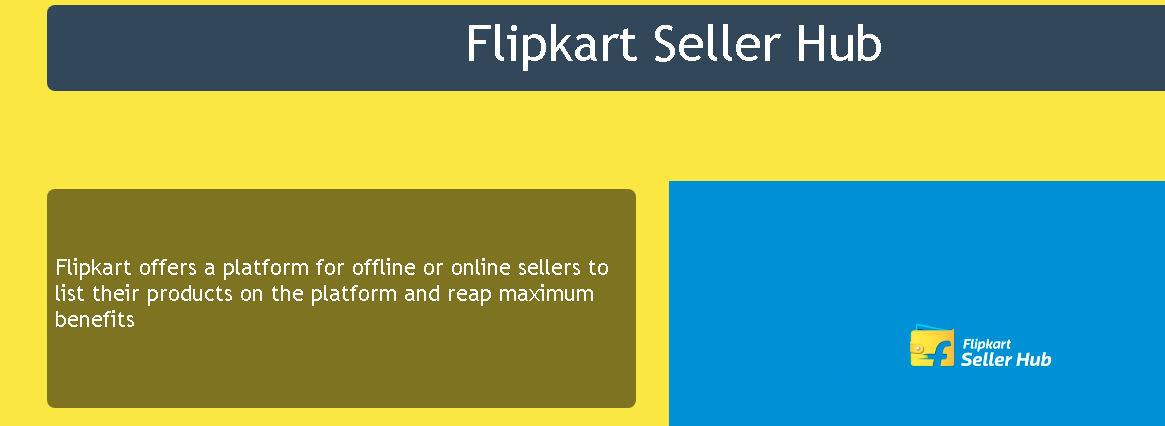 Flipkart Seller Hub
Flipkart offers a platform for offline or online sellers to
list their products on the platform and reap maximum
benefits
Flipkart
Seller Hub